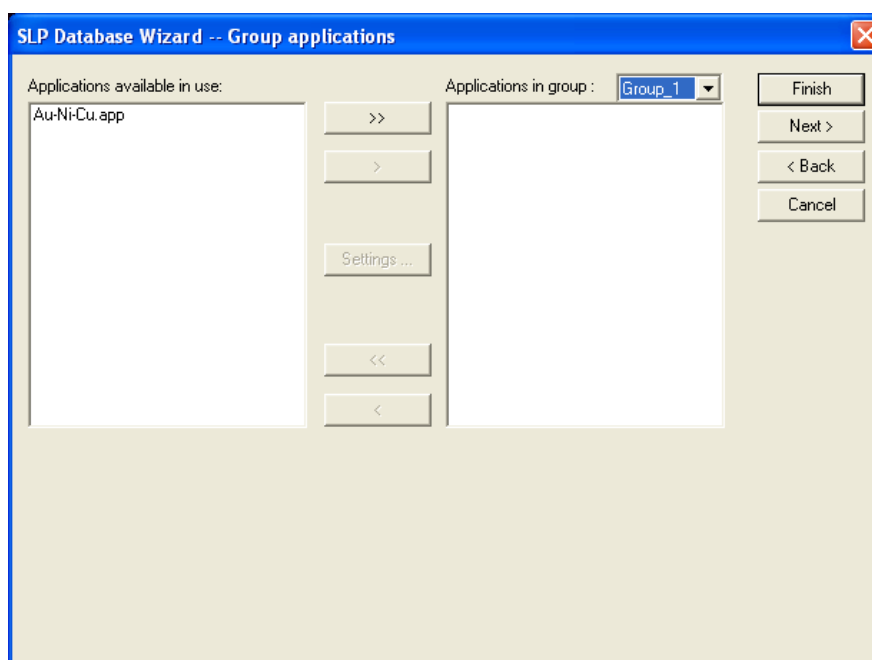 SLP Database Wizard -- Group applications
Applications available in use:
Au-Ni-Cu.app
>>
>
Settings ...
<<
<
Applications in group :
Group_1
Finish
Next >
< Back
Cancel